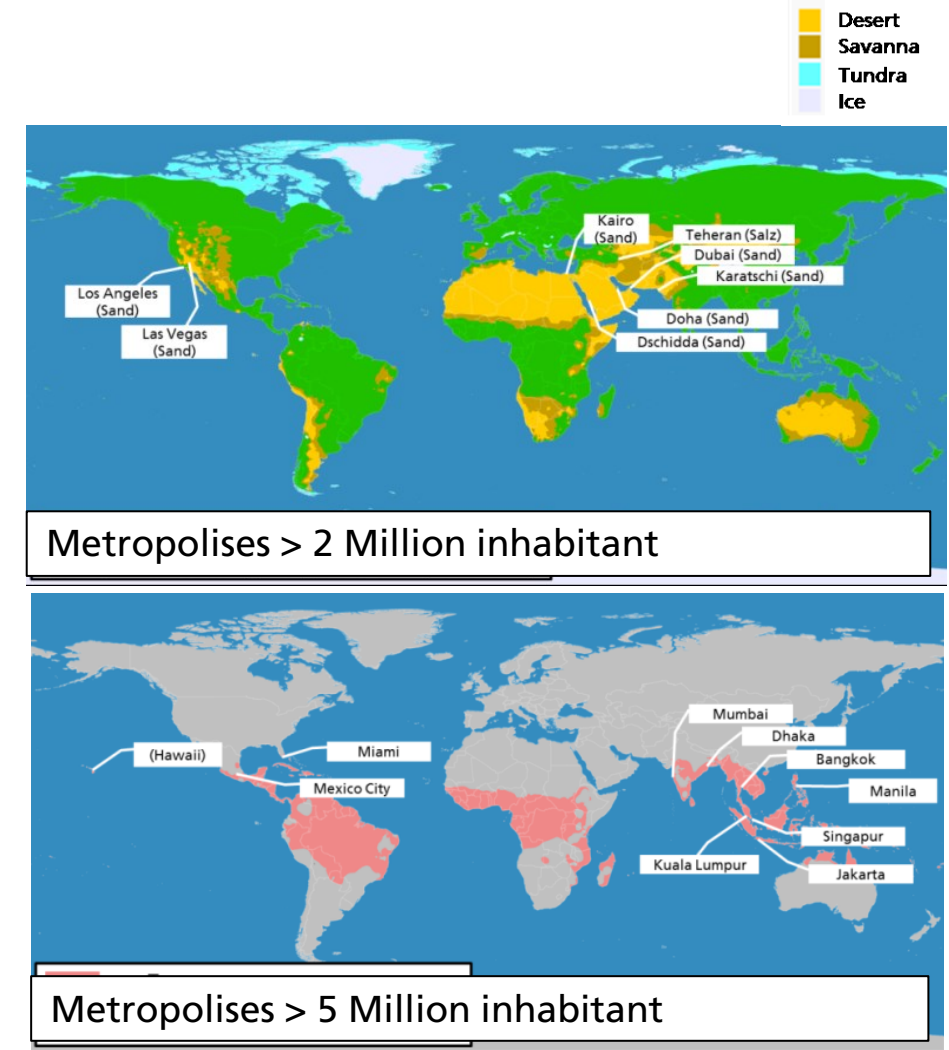 Desert
Savanna
Tundra
Ice
Kairo
(Sand)
Teheran (Salz)
Dubai (Sand)
Karatschi (Sand)
Los Angeles
(Sand)
Doha (Sand)
Las Vegas
(Sand)
Dschidda (Sand)
Metropolises > 2 Million inhabitant
Mumbai
Dhaka
(Hawaii)
Miami
Bangkok
Mexico City
Manila
Singapur
Kuala Lumpur
Jakarta
Metropolises > 5 Million inhabitant